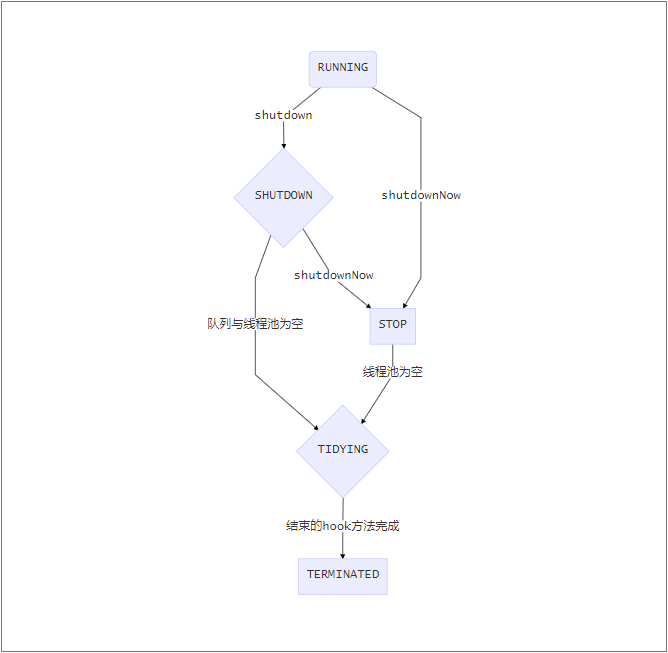 RUNNING
shutdown
SHUTDOWN
shutdownNow
shutdownNow
队列与线程池为空
STOP
线程池为空
TIDYING
结束的hook方法完成
TERMINATED